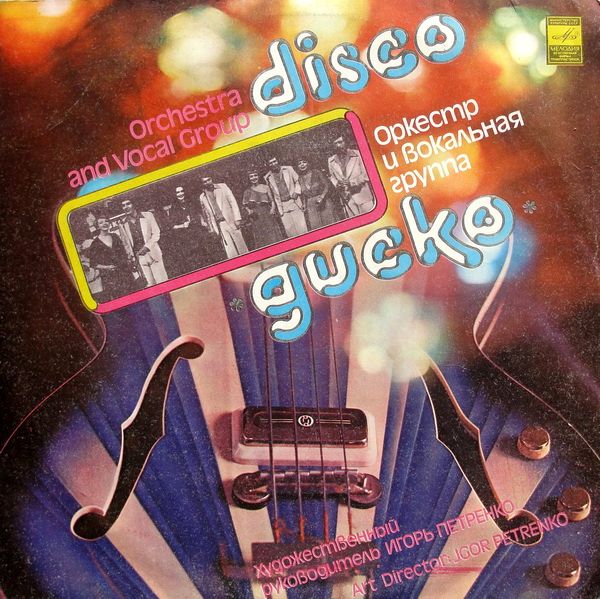 МЕЛОДИЯ
disco
Orchestra
and Vocal Group
Оркестр
и вокальная
группа
диско
художественный
руководитель ИГОРЬ ПЕТРЕНКО
Art Director: JGOR PETRENKO